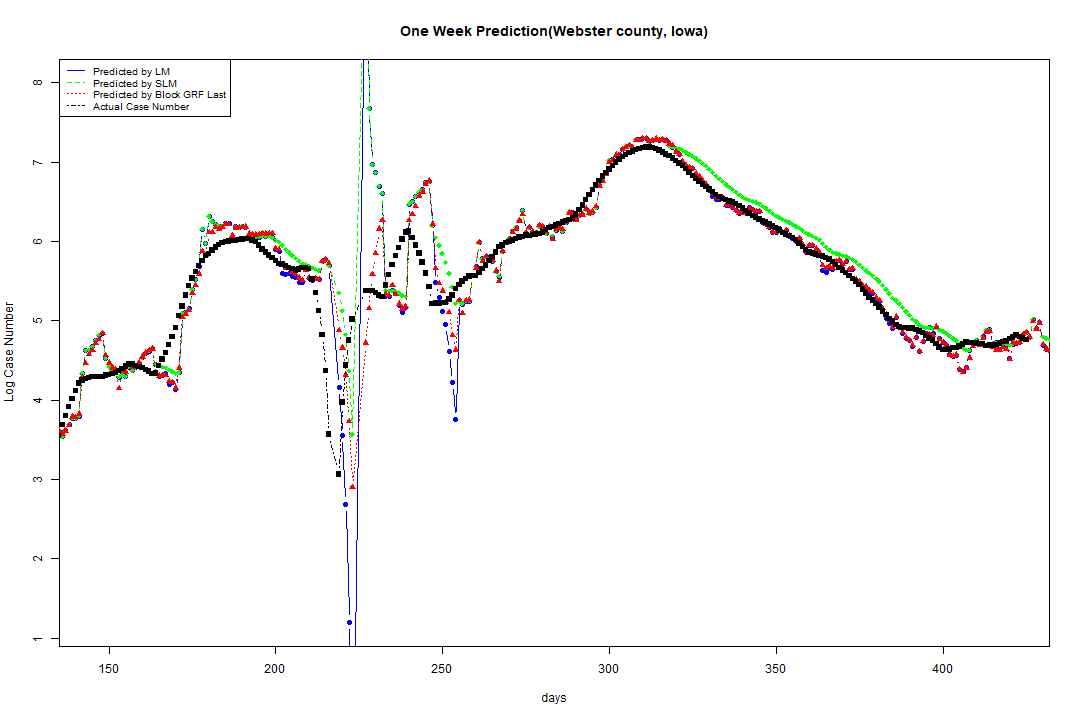 One Week Prediction(Webster county, Iowa)
Predicted by LM
Predicted by SLM
Predicted by Block GRF Last
Actual Case Number
Log Case Number
8
7
6
5
4
3
2
1
150 200 250 300 350 400
days